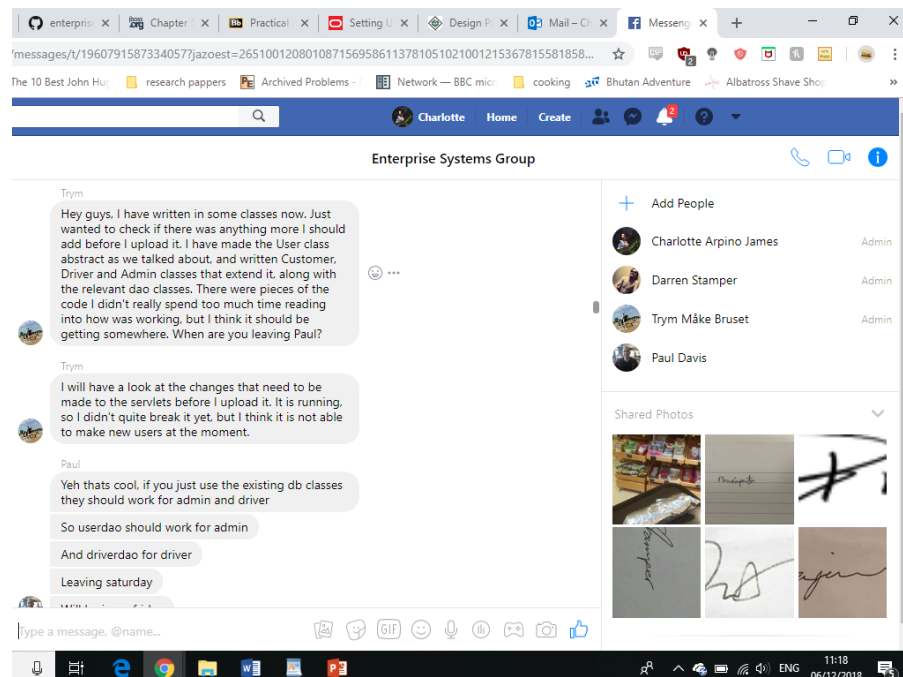 enterpris
Chapter
Practical
Setting U
Design P
Mail – Ch
Messeng
/messages/t/1960791587334057?jazoest=265100120801087156958611378105102100121536781558185 8...
The 10 Best John Hug
research pappers
Archived Problems -
Network — BBC micr
cooking
Bhutan Adventure
Albatross Shave Shop
Charlotte Home Create 2
Enterprise Systems Group
Trym
Hey guys, I have written in some classes now. Just
wanted to check if there was anything more I should
add before I upload it. I have made the User class
abstract as we talked about, and written Customer,
Driver and Admin classes that extend it, along with
the relevant dao classes. There were pieces of the
code I didn't really spend too much time reading
into how was working, but I think it should be
getting somewhere. When are you leaving Paul?
Trym
I will have a look at the changes that need to be
made to the servlets before I upload it. It is running,
so I didn't quite break it yet, but I think it is not able
to make new users at the moment.
Paul
Yeh thats cool, if you just use the existing db classes
they should work for admin and driver
So userdao should work for admin
And driverdao for driver
Leaving saturday
Type a message, @name...
GIF
Add People
Charlotte Arpino James Admin
Darren Stamper Admin
Trym Måke Bruset Admin
Paul Davis
Shared Photos
ENG
11:18
06/12/2018